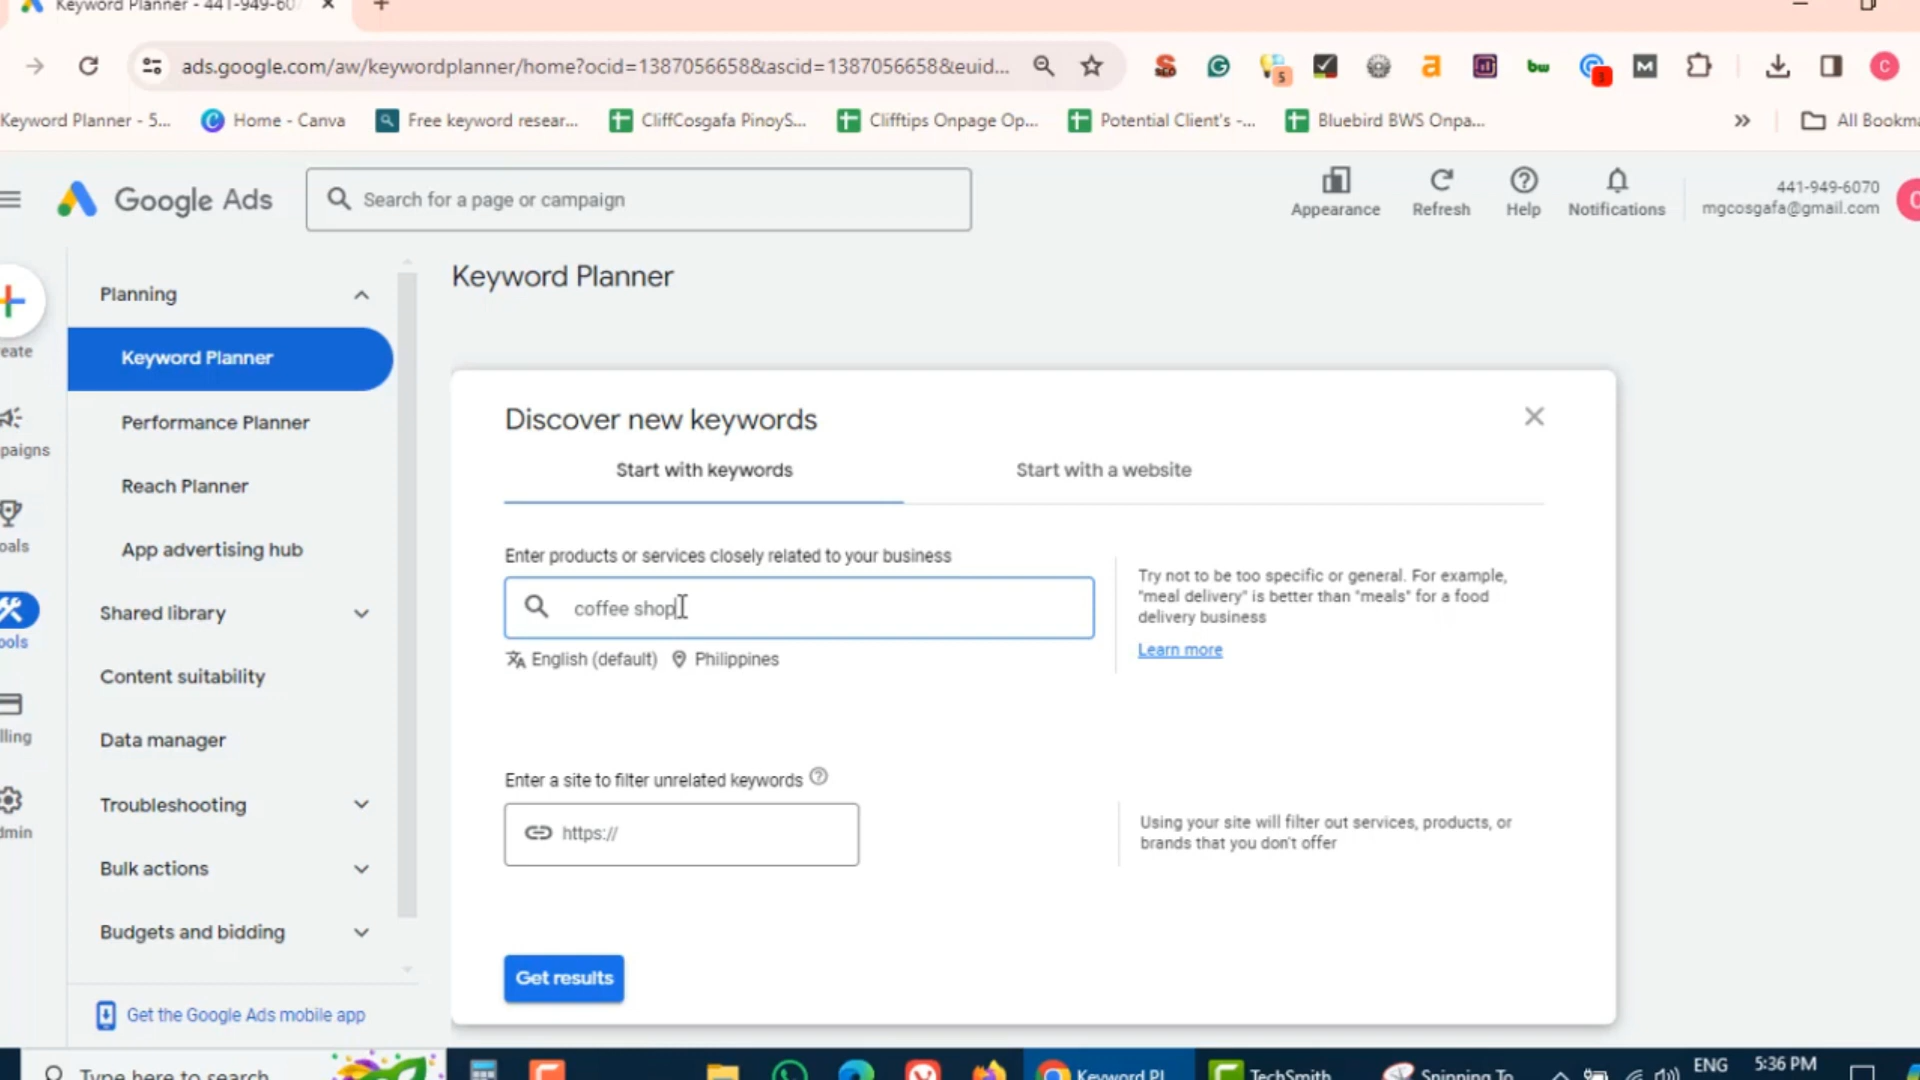 Keyword Planner - 441-949-607
ads.google.com/aw/keywordplanner/home?ocid=1387056658&ascid=1387056658&euid...
Keyword Planner - 5...
Home - Canva
Free keyword resear...
CliffCosgafa PinoyS...
Clifftips Onpage Op...
Potential Client's -...
Bluebird BWS Onpa...
All Bookma
Google Ads
Search for a page or campaign
Appearance
Refresh
Help
Notifications
441-949-6070
mgcosgafa@gmail.com
eate
paigns
oals
ools
lling
dmin
Planning
Keyword Planner
Performance Planner
Reach Planner
App advertising hub
Shared library
Content suitability
Data manager
Troubleshooting
Bulk actions
Budgets and bidding
Get the Google Ads mobile app
Keyword Planner
Discover new keywords
Start with keywords
Start with a website
Enter products or services closely related to your business
coffee shop
English (default)
Philippines
Try not to be too specific or general. For example,
"meal delivery" is better than "meals" for a food
delivery business
Learn more
Enter a site to filter unrelated keywords
https://
Using your site will filter out services, products, or
brands that you don't offer
Get results
Type here to search
Keyword Pl
TechSmith
Snipping To
ENG
5:36 PM